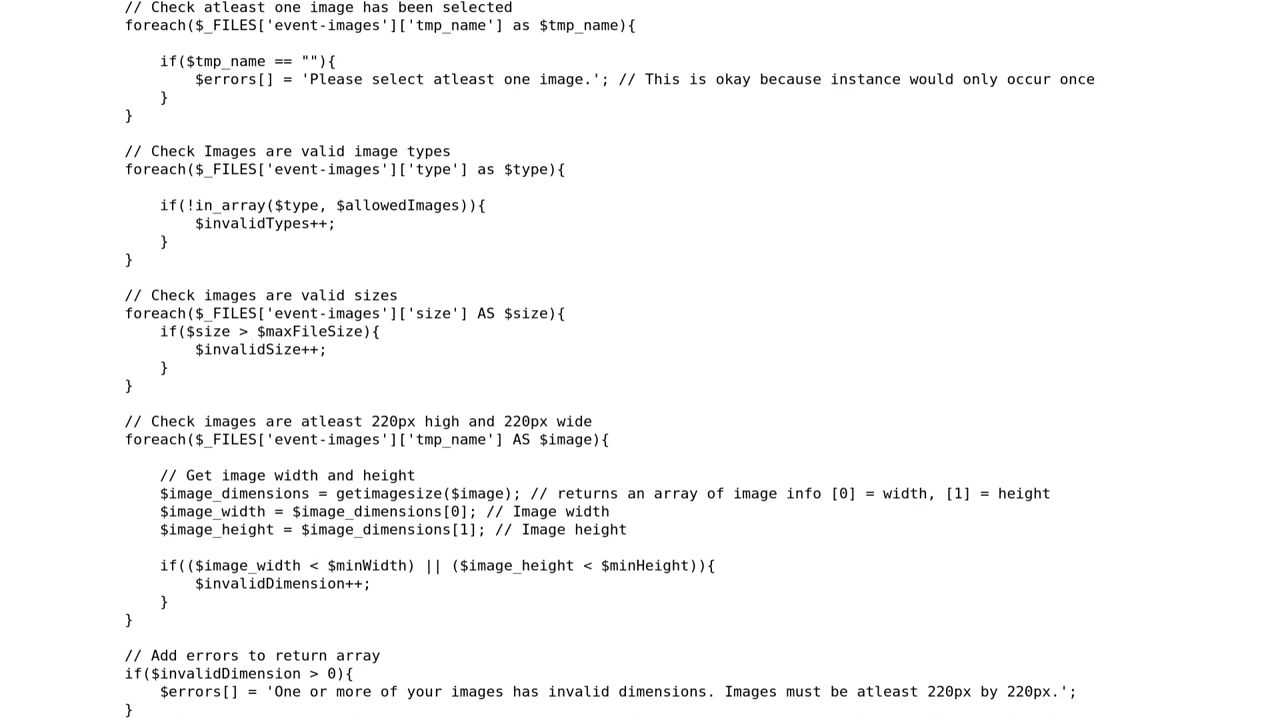 // Check atleast one image has been selected
foreach($_FILES['event-images']['tmp_name'] as $tmp_name){
if($tmp_name == ""){
$errors[] = 'Please select atleast one image.'; // This is okay because instance would only occur once
}
}
// Check Images are valid image types
foreach($_FILES['event-images']['type'] as $type){
if(!in_array($type, $allowedImages)){
$invalidTypes++;
}
}
// Check images are valid sizes
foreach($_FILES['event-images']['size'] AS $size){
if($size > $maxFileSize){
$invalidSize++;
}
}
// Check images are atleast 220px high and 220px wide
foreach($_FILES['event-images']['tmp_name'] AS $image){
// Get image width and height
$image_dimensions = getimagesize($image); // returns an array of image info [0] = width, [1] = height
$image_width = $image_dimensions[0]; // Image width
$image_height = $image_dimensions[1]; // Image height
if(($image_width < $minWidth) || ($image_height < $minHeight)){
$invalidDimension++;
}
}
// Add errors to return array
if($invalidDimension > 0){
$errors[] = 'One or more of your images has invalid dimensions. Images must be atleast 220px by 220px.';
}